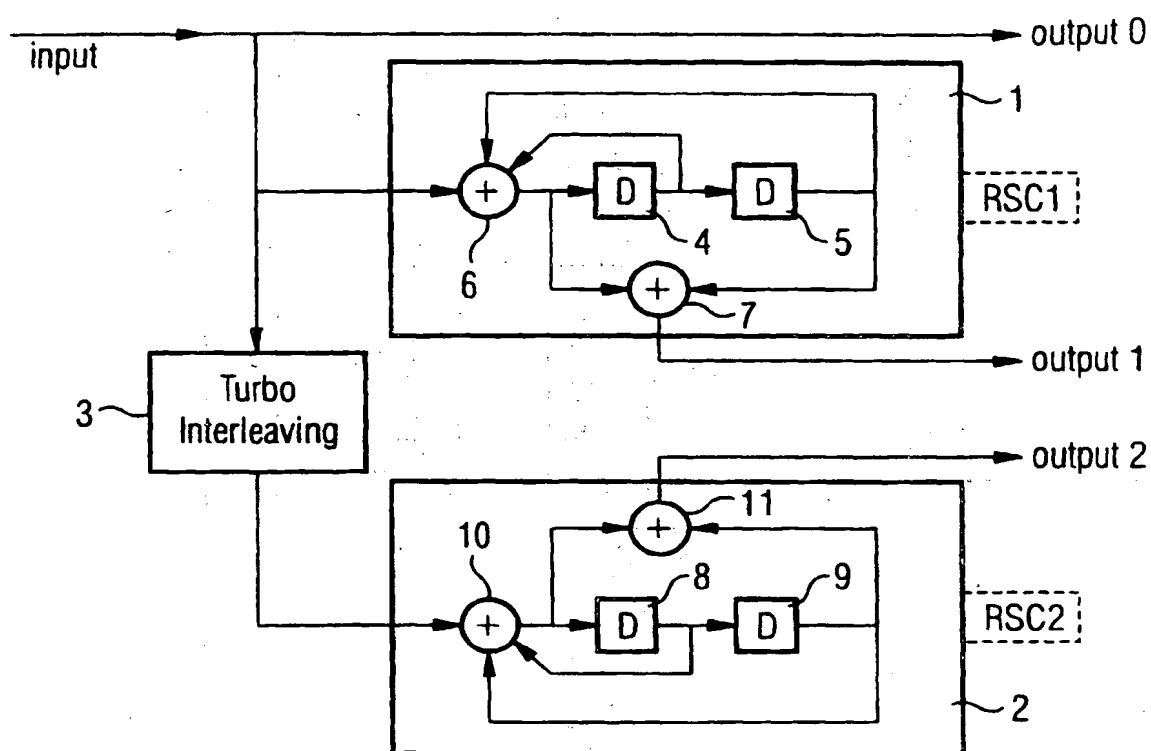 output 0
input
1
+
D
D
RSC1
4
5
6
+
7
output 1
Turbo
Interleaving
3
output 2
11
+
10
8
9
+
D
D
RSC2
2